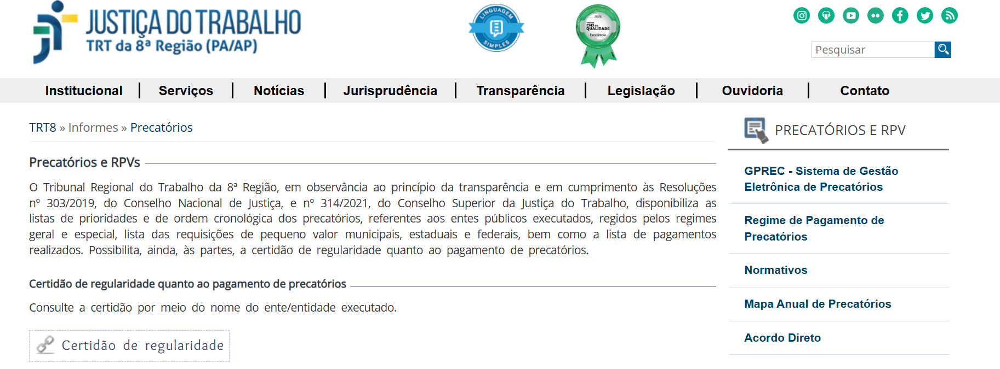 JUSTIÇA DO TRABALHO
TRT da 8ª Região (PA/AP)
LINGUAGEM
SIMPLES
2024
PRÊMIO
CNJ DE
QUALIDADE
Excelência
Pesquisar
Institucional
Serviços
Notícias
Jurisprudência
Transparência
Legislação
Ouvidoria
Contato
TRT8 » Informes » Precatórios
Precatórios e RPVs
O Tribunal Regional do Trabalho da 8ª Região, em observância ao princípio da transparência e em cumprimento às Resoluções
nº 303/2019, do Conselho Nacional de Justiça, e nº 314/2021, do Conselho Superior da Justiça do Trabalho, disponibiliza as
listas de prioridades e de ordem cronológica dos precatórios, referentes aos entes públicos executados, regidos pelos regimes
geral e especial, lista das requisições de pequeno valor municipais, estaduais e federais, bem como a lista de pagamentos
realizados. Possibilita, ainda, às partes, a certidão de regularidade quanto ao pagamento de precatórios.
Certidão de regularidade quanto ao pagamento de precatórios
Consulte a certidão por meio do nome do ente/entidade executado.
Certidão de regularidade
PRECATÓRIOS E RPV
GPREC - Sistema de Gestão
Eletrônica de Precatórios
Regime de Pagamento de
Precatórios
Normativos
Mapa Anual de Precatórios
Acordo Direto